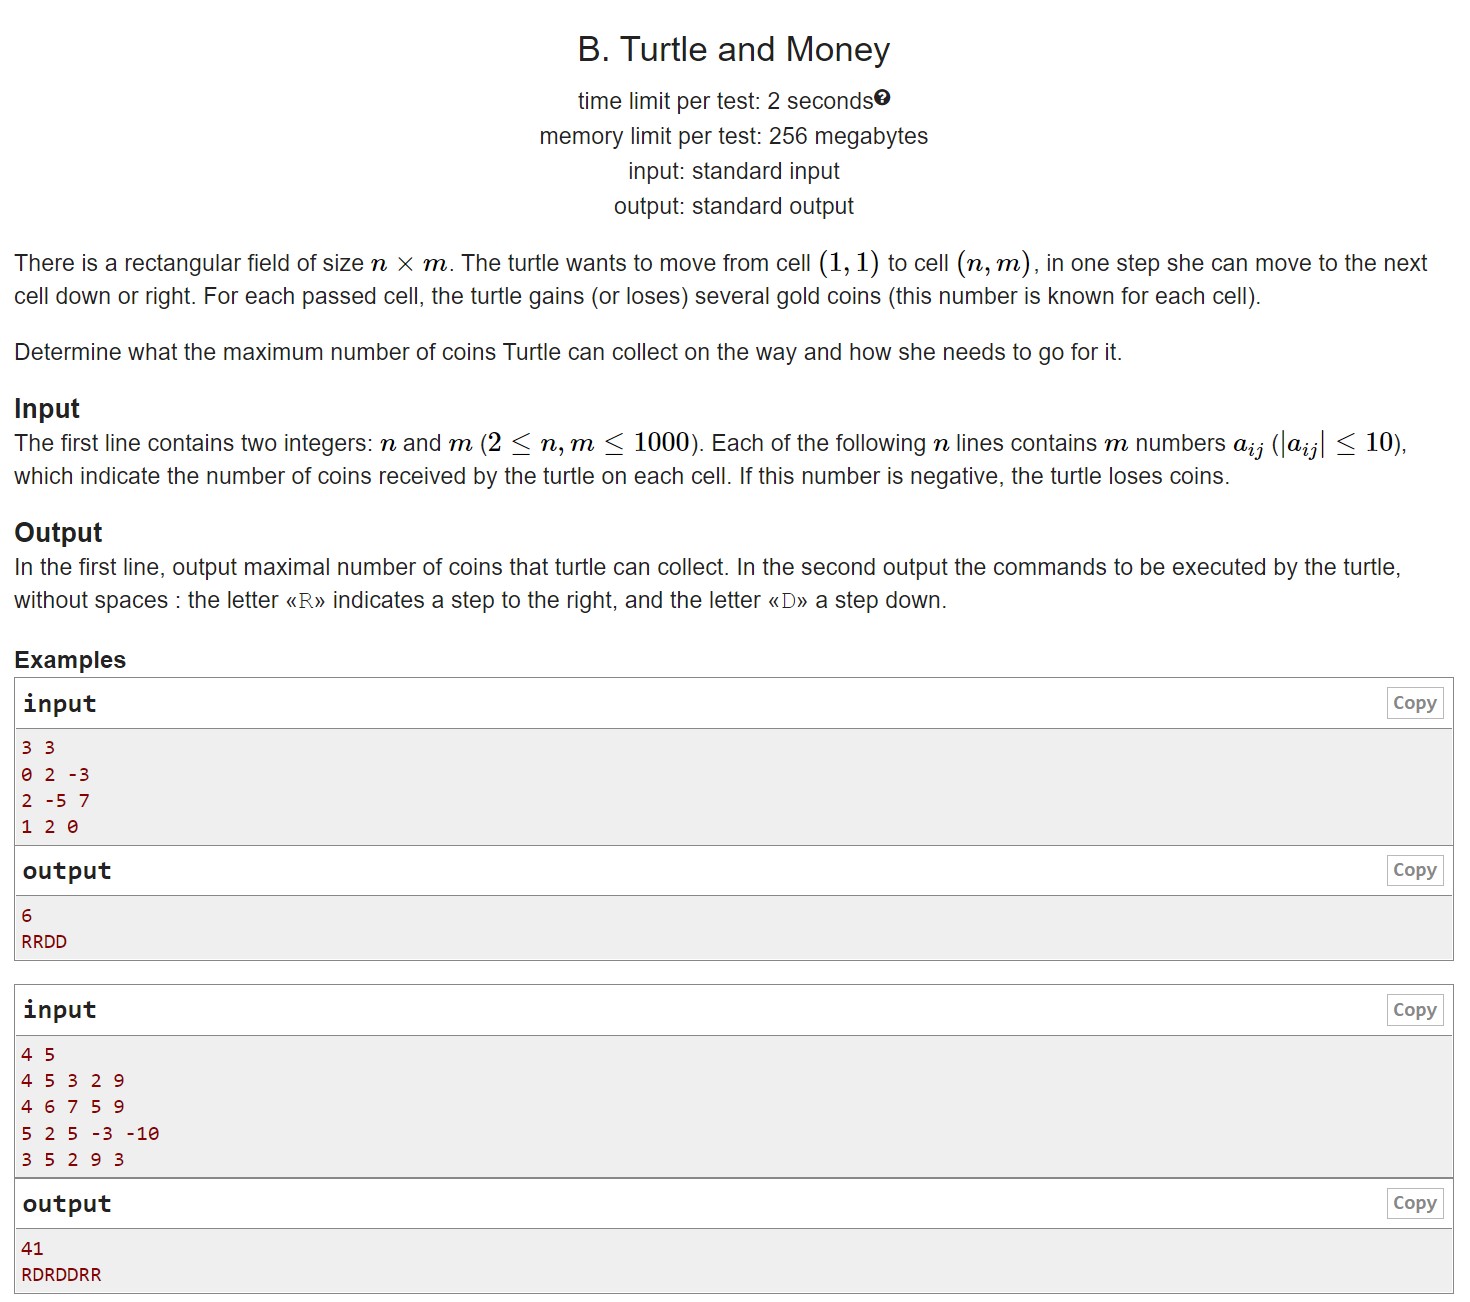 B. Turtle and Money
time limit per test: 2 seconds?
memory limit per test: 256 megabytes
input: standard input
output: standard output
There is a rectangular field of size n × m. The turtle wants to move from cell (1, 1) to cell (n, m), in one step she can move to the next
cell down or right. For each passed cell, the turtle gains (or loses) several gold coins (this number is known for each cell).
Determine what the maximum number of coins Turtle can collect on the way and how she needs to go for it.
Input
The first line contains two integers: n and m (2 ≤ n, m ≤ 1000). Each of the following n lines contains m numbers a_{ij} (|a_{ij}| ≤ 10),
which indicate the number of coins received by the turtle on each cell. If this number is negative, the turtle loses coins.
Output
In the first line, output maximal number of coins that turtle can collect. In the second output the commands to be executed by the turtle,
without spaces : the letter «R» indicates a step to the right, and the letter «D» a step down.
Examples
input Copy
3 3
0 2 -3
2 -5 7
1 2 0
output Copy
6
RRDD
input Copy
4 5
4 5 3 2 9
4 6 7 5 9
5 2 5 -3 -10
3 5 2 9 3
output Copy
41
RDRDDRR